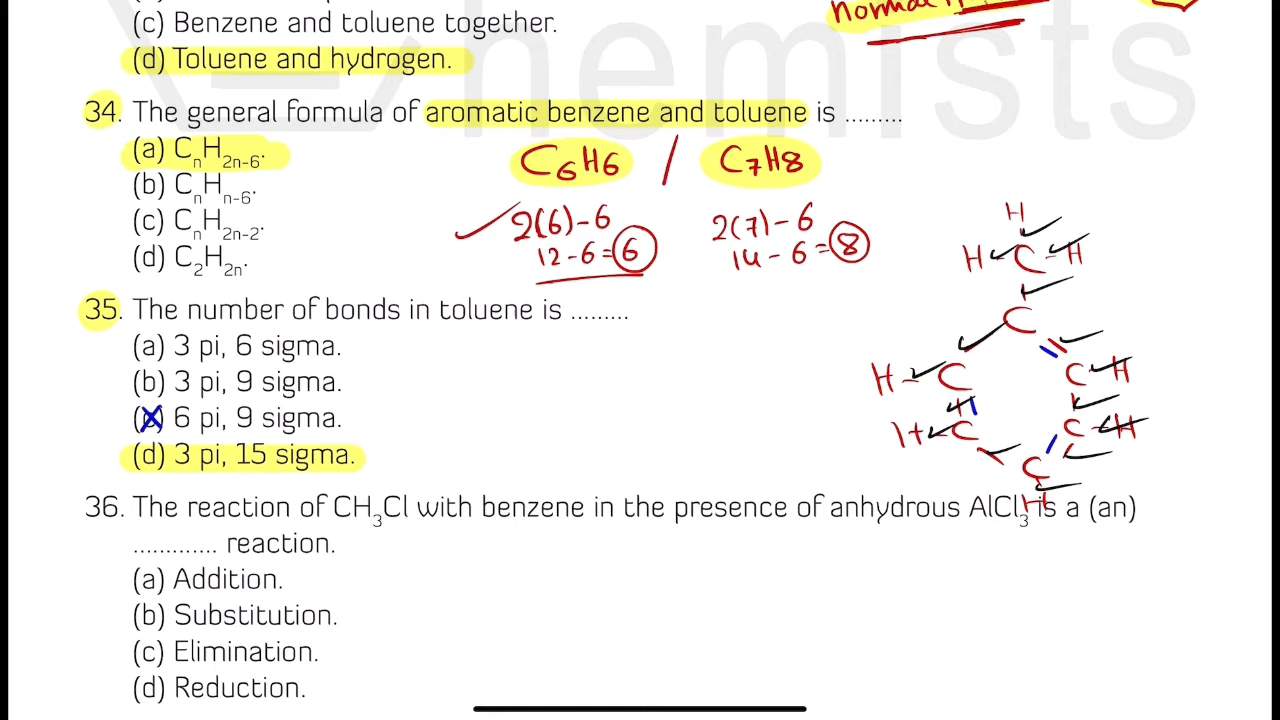 normal
(c) Benzene and toluene together.
(d) Toluene and hydrogen.
hemists
34. The general formula of aromatic benzene and toluene is .........
(a) CₙH₂ₙ₋₆.
(b) CₙHₙ₋₆.
(c) CₙH₂ₙ₋₂.
(d) C₂H₂ₙ.
C₆H6 / C₇H8
2(6)-6
12-6=6
2(7)-6
14-6=8
35. The number of bonds in toluene is .........
(a) 3 pi, 6 sigma.
(b) 3 pi, 9 sigma.
(c) 6 pi, 9 sigma.
(d) 3 pi, 15 sigma.
H
H C H
C
H C C H
H C C H
C
H
36. The reaction of CH₃Cl with benzene in the presence of anhydrous AlCl₃ is a (an)
............. reaction.
(a) Addition.
(b) Substitution.
(c) Elimination.
(d) Reduction.